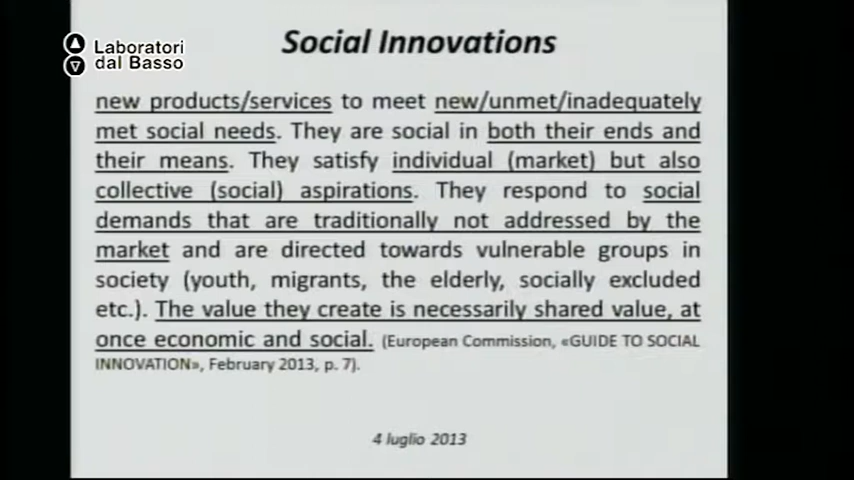 Laboratori
dal Basso
Social Innovations
new products/services to meet new/unmet/inadequately
met social needs. They are social in both their ends and
their means. They satisfy individual (market) but also
collective (social) aspirations. They respond to social
demands that are traditionally not addressed by the
market and are directed towards vulnerable groups in
society (youth, migrants, the elderly, socially excluded
etc.). The value they create is necessarily shared value, at
once economic and social. (European Commission, «GUIDE TO SOCIAL
INNOVATION», February 2013, p. 7).
4 luglio 2013